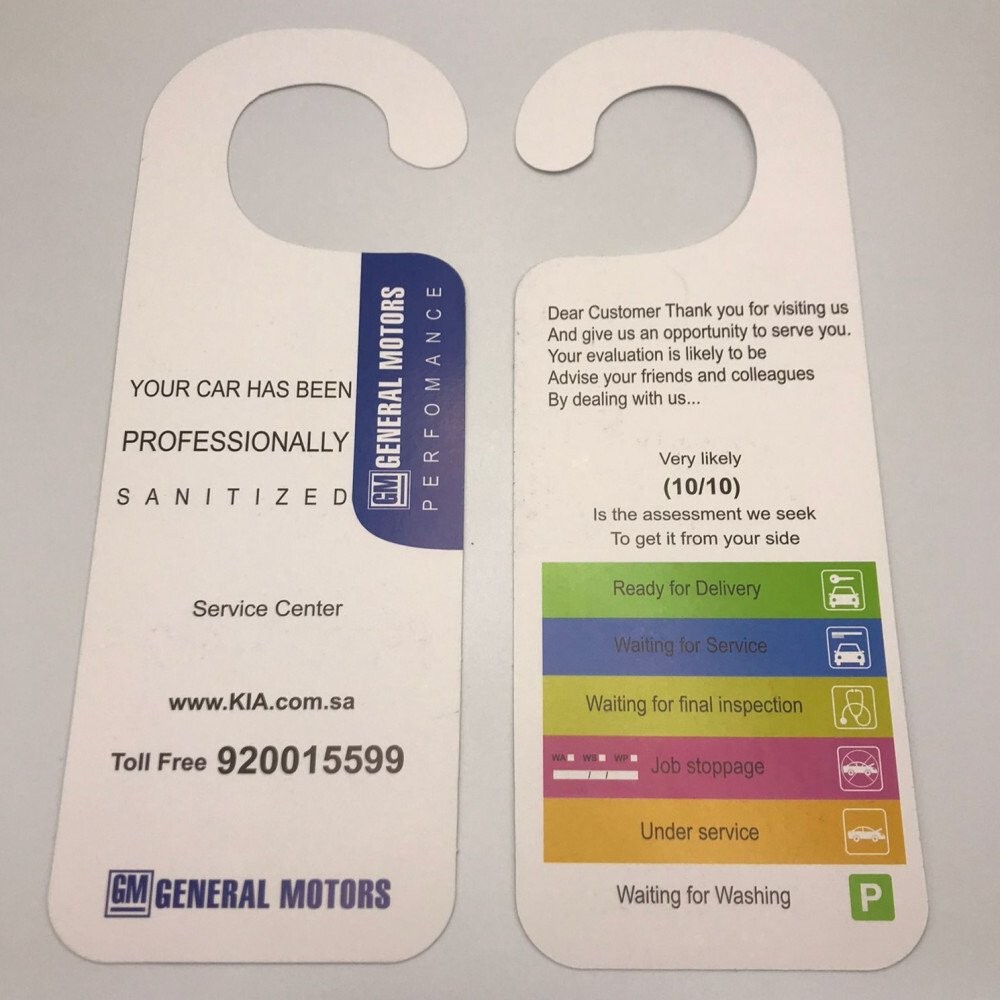 YOUR CAR HAS BEEN
PROFESSIONALLY
SANITIZED
GM GENERAL MOTORS
PERFOMANCE
Service Center
www.KIA.com.sa
Toll Free 920015599
GM GENERAL MOTORS
Dear Customer Thank you for visiting us
And give us an opportunity to serve you.
Your evaluation is likely to be
Advise your friends and colleagues
By dealing with us...
Very likely
(10/10)
Is the assessment we seek
To get it from your side
Ready for Delivery
Waiting for Service
Waiting for final inspection
WA WS WP
/ /
Job stoppage
Under service
Waiting for Washing
P